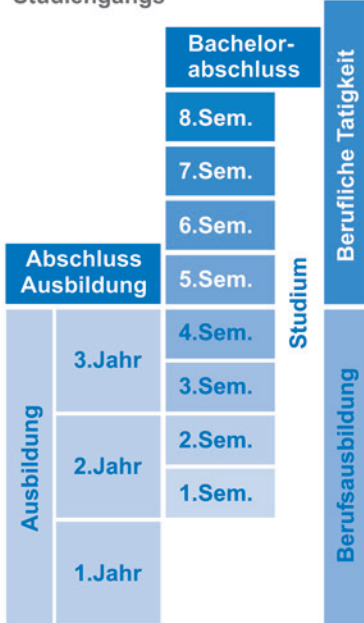 Studiengangs
Bachelor-
abschluss
8.Sem.
7.Sem.
6.Sem.
Abschluss
Ausbildung
5.Sem.
4.Sem.
3.Jahr
3.Sem.
2.Sem.
2.Jahr
1.Sem.
1.Jahr
Ausbildung
Studium
Berufliche Tatigkeit
Berufsausbildung